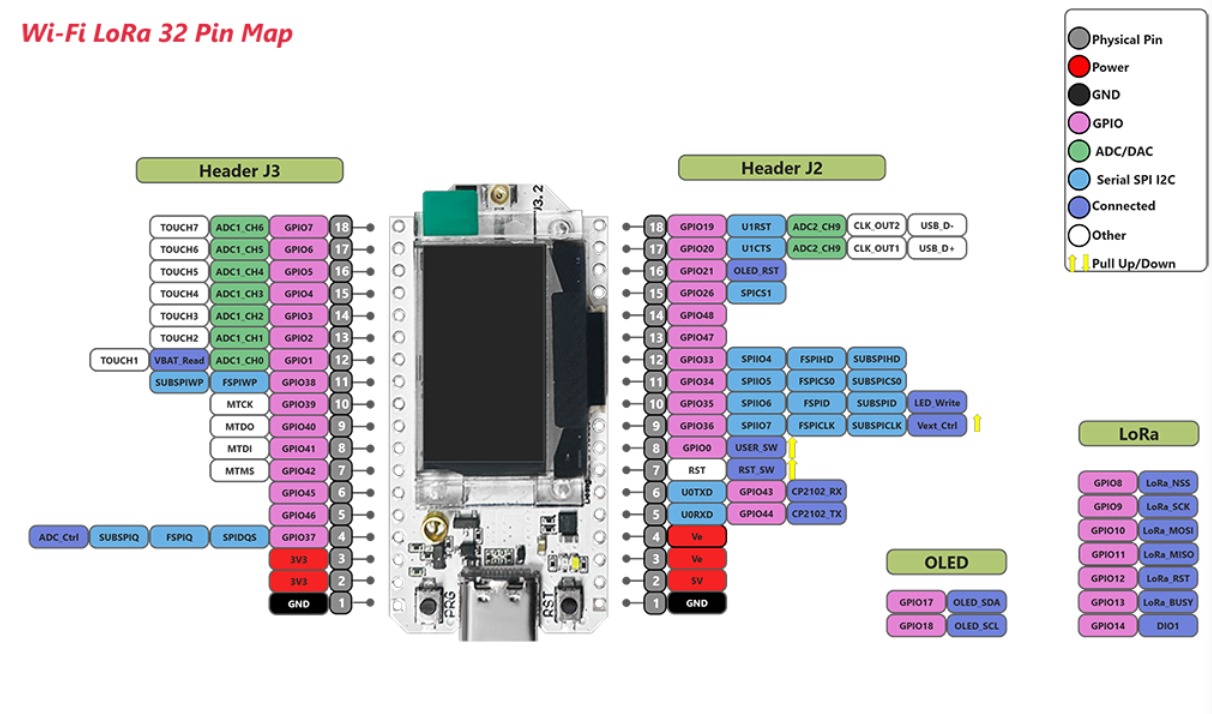 Wi-Fi LoRa 32 Pin Map
Physical Pin
Power
GND
GPIO
ADC/DAC
Serial SPI I2C
Connected
Other
Pull Up/Down
Header J3
TOUCH7 ADC1_CH6 GPIO7 18
TOUCH6 ADC1_CH5 GPIO6 17
TOUCH5 ADC1_CH4 GPIO5 16
TOUCH4 ADC1_CH3 GPIO4 15
TOUCH3 ADC1_CH2 GPIO3 14
TOUCH2 ADC1_CH1 GPIO2 13
TOUCH1 VBAT_Read ADC1_CH0 GPIO1 12
SUBSPIWP FSPIWP GPIO38 11
MTCK GPIO39 10
MTDO GPIO40 9
MTDI GPIO41 8
MTMS GPIO42 7
GPIO45 6
GPIO46 5
ADC_Ctrl SUBSPIQ FSPIQ SPIDQS GPIO37 4
3V3 3
3V3 2
GND 1
V3.2
PRG
RST
Header J2
18 GPIO19 U1RST ADC2_CH9 CLK_OUT2 USB_D-
17 GPIO20 U1CTS ADC2_CH9 CLK_OUT1 USB_D+
16 GPIO21 OLED_RST
15 GPIO26 SPICS1
14 GPIO48
13 GPIO47
12 GPIO33 SPIIO4 FSPIHD SUBSPIHD
11 GPIO34 SPIIO5 FSPICS0 SUBSPICS0
10 GPIO35 SPIIO6 FSPID SUBSPID LED_Write
9 GPIO36 SPIIO7 FSPICLK SUBSPICLK Vext_Ctrl
8 GPIO0 USER_SW
7 RST RST_SW
6 U0TXD GPIO43 CP2102_RX
5 U0RXD GPIO44 CP2102_TX
4 Ve
3 Ve
2 5V
1 GND
OLED
GPIO17 OLED_SDA
GPIO18 OLED_SCL
LoRa
GPIO8 LoRa_NSS
GPIO9 LoRa_SCK
GPIO10 LoRa_MOSI
GPIO11 LoRa_MISO
GPIO12 LoRa_RST
GPIO13 LoRa_BUSY
GPIO14 DIO1